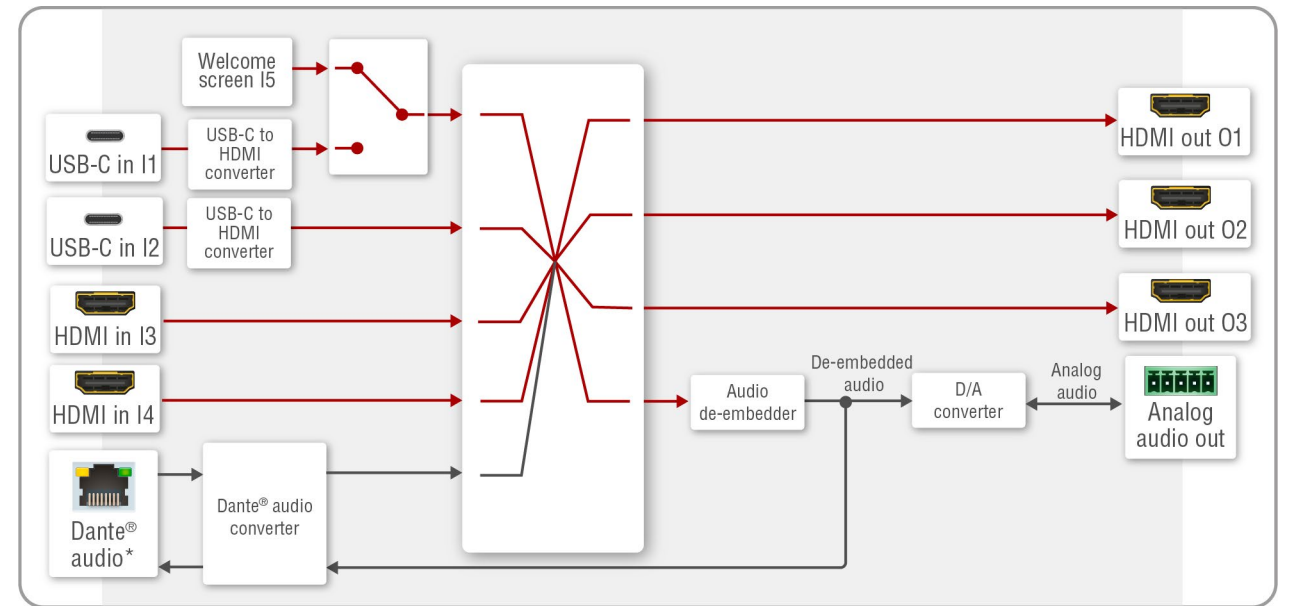 Welcome
screen I5
USB-C in I1
USB-C to
HDMI
converter
USB-C in I2
USB-C to
HDMI
converter
HDMI in I3
HDMI in I4
Dante®
audio*
Dante® audio
converter
Audio
de-embedder
De-embedded
audio
D/A
converter
Analog
audio
HDMI out O1
HDMI out O2
HDMI out O3
Analog
audio out